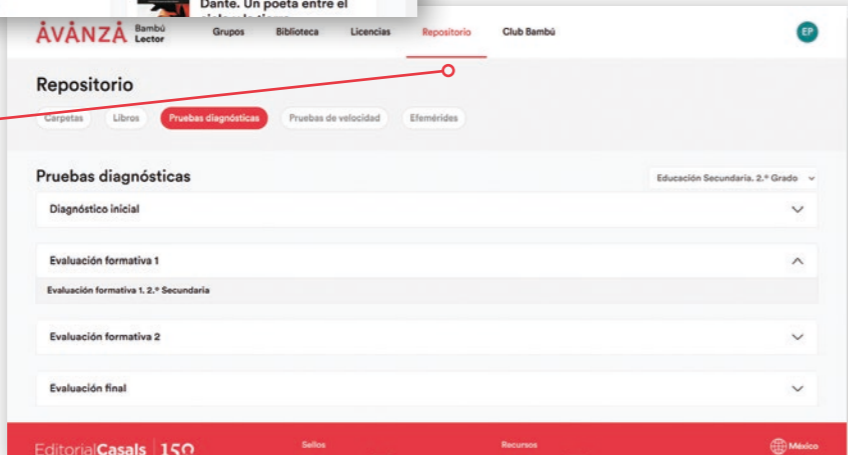 Dante. Un poeta entre el
ÅVÅNZÅ Bambú Lector Grupos Biblioteca Licencias Repositorio Club Bambú EP
Repositorio
Carpetas Libros Pruebas diagnósticas Pruebas de velocidad Efemérides
Pruebas diagnósticas Educación Secundaria. 2.º Grado
Diagnóstico inicial
Evaluación formativa 1
Evaluación formativa 1. 2.º Secundaria
Evaluación formativa 2
Evaluación final
EditorialCasals 150 Sellos Recursos México